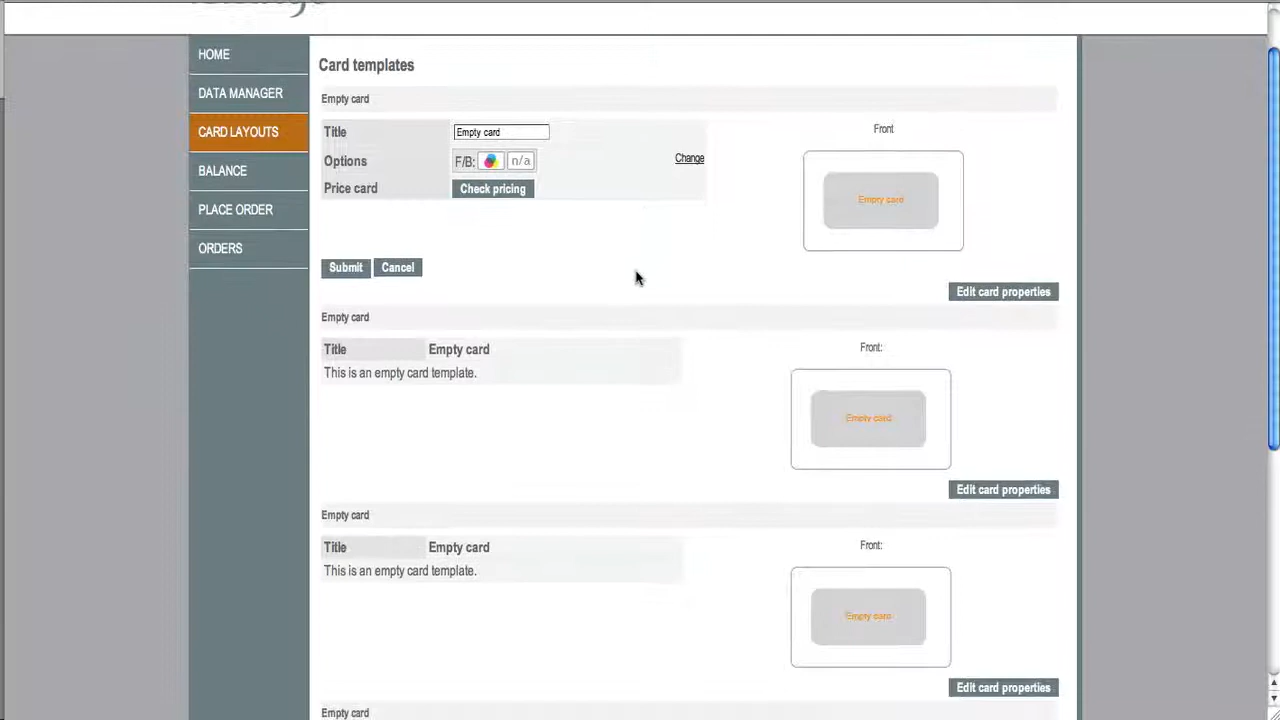 HOME
DATA MANAGER
CARD LAYOUTS
BALANCE
PLACE ORDER
ORDERS
Card templates
Empty card
Title Empty card
Options F/B: n/a Change
Price card Check pricing
Front
Empty card
Submit Cancel
Edit card properties
Empty card
Title Empty card
This is an empty card template.
Front:
Empty card
Edit card properties
Empty card
Title Empty card
This is an empty card template.
Front:
Empty card
Edit card properties
Empty card